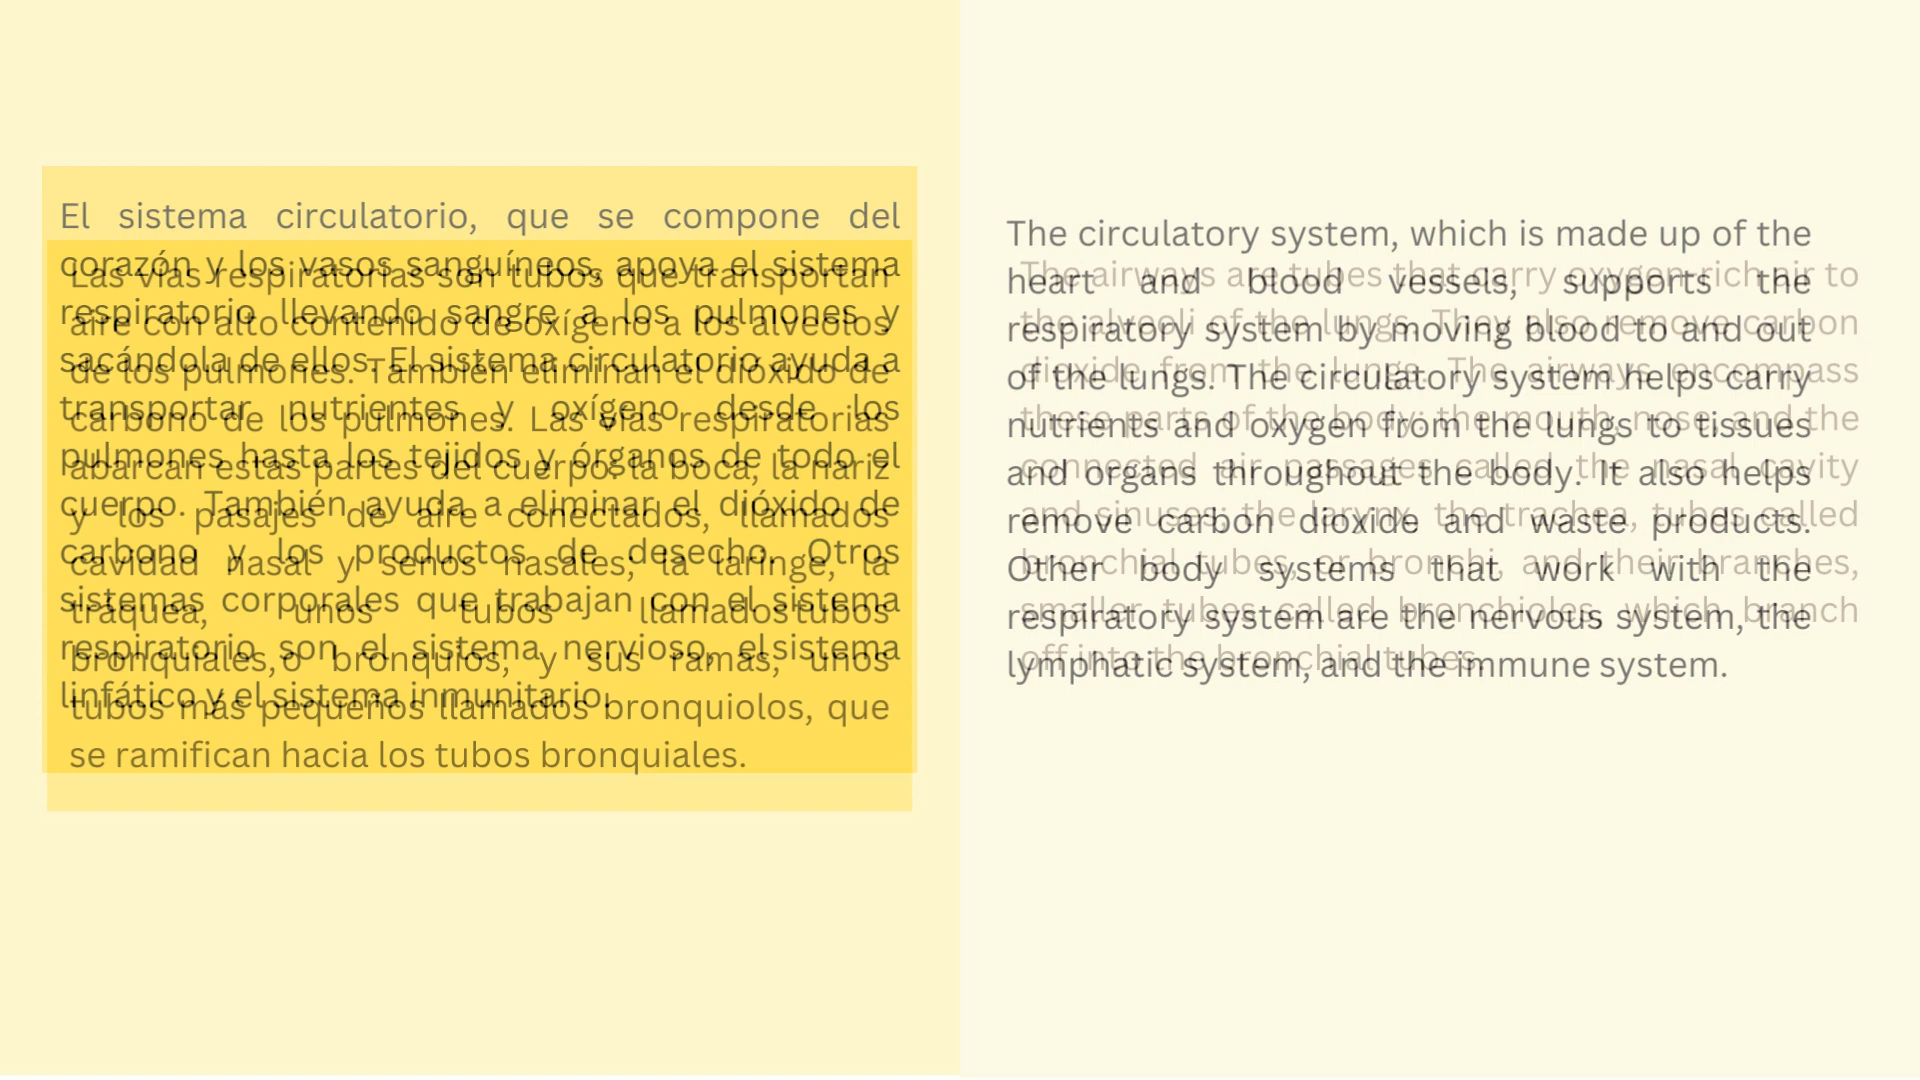 El sistema circulatorio, que se compone del
corazón y los vasos sanguíneos, apoya el sistema
respiratorio llevando sangre a los pulmones y
sacándola de ellos. El sistema circulatorio ayuda a
transportar nutrientes y oxígeno desde los
pulmones hasta los tejidos y órganos de todo el
cuerpo. También ayuda a eliminar el dióxido de
carbono y los productos de desecho. Otros
sistemas corporales que trabajan con el sistema
respiratorio son el sistema nervioso, el sistema
linfático y el sistema inmunitario.
Las vías respiratorias son tubos que transportan
aire con alto contenido de oxígeno a los alvéolos
de los pulmones. También eliminan el dióxido de
carbono de los pulmones. Las vías respiratorias
abarcan estas partes del cuerpo: la boca, la nariz
y los pasajes de aire conectados, llamados
cavidad nasal y senos nasales; la laringe, la
tráquea, unos tubos llamados tubos
bronquiales, o bronquios, y sus ramas, unos
tubos más pequeños llamados bronquiolos, que
se ramifican hacia los tubos bronquiales.
The circulatory system, which is made up of the
heart and blood vessels, supports the
respiratory system by moving blood to and out
of the lungs. The circulatory system helps carry
nutrients and oxygen from the lungs to tissues
and organs throughout the body. It also helps
remove carbon dioxide and waste products.
Other body systems that work with the
respiratory system are the nervous system, the
lymphatic system, and the immune system.
The airways are tubes that carry oxygen-rich air to
the alveoli of the lungs. They also remove carbon
dioxide from the lungs. The airways encompass
these parts of the body: the mouth, nose, and the
connected air passages called the nasal cavity
and sinuses; the larynx, the trachea, tubes called
bronchial tubes, or bronchi, and their branches,
smaller tubes called bronchioles, which branch
off into the bronchial tubes.